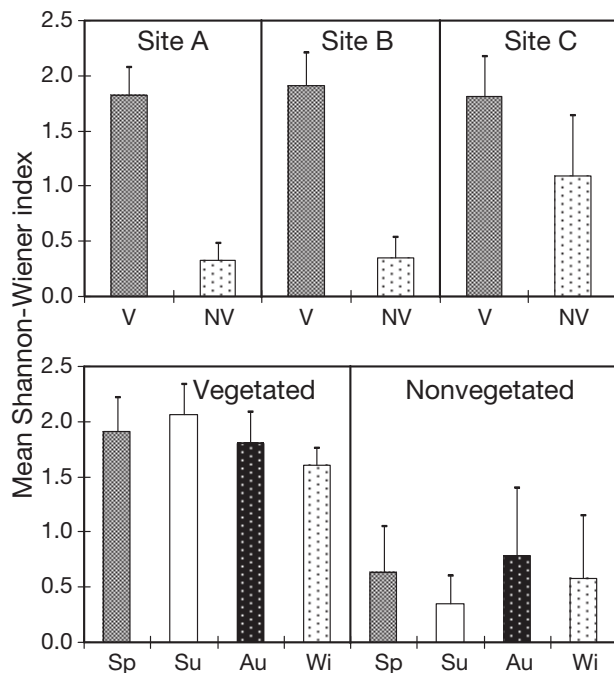 Mean Shannon-Wiener index
Site A Site B Site C
2.5
2.0
1.5
1.0
0.5
0.0
V NV V NV V NV
Vegetated Nonvegetated
2.5
2.0
1.5
1.0
0.5
0.0
Sp Su Au Wi Sp Su Au Wi